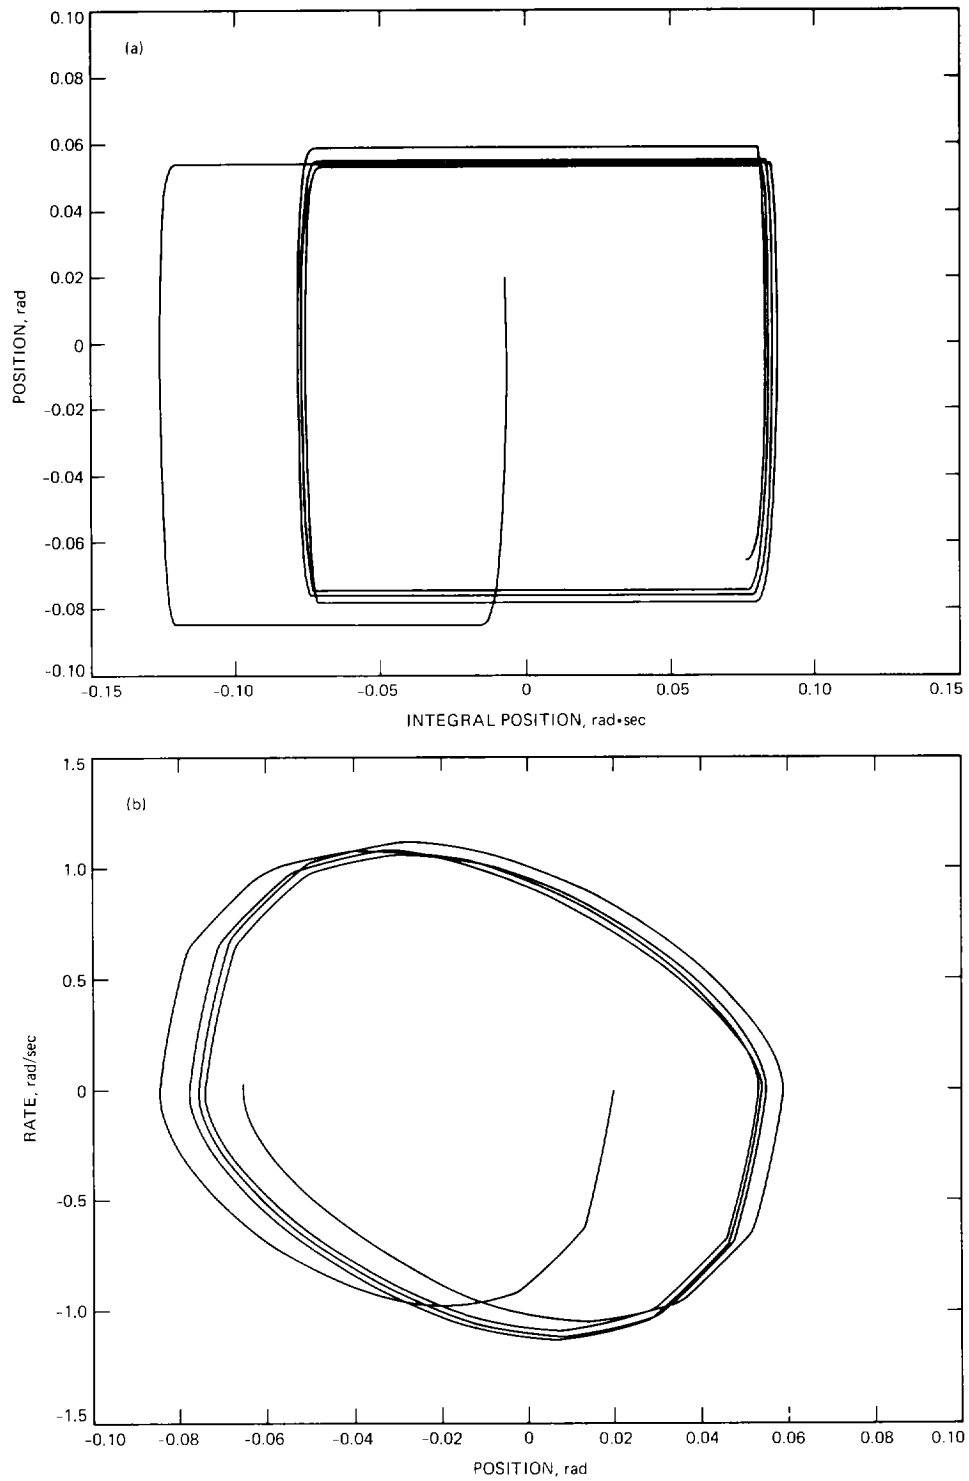 (a)
0.10
0.08
0.06
0.04
0.02
0
-0.02
-0.04
-0.06
-0.08
-0.10
POSITION, rad
-0.15 -0.10 -0.05 0 0.05 0.10 0.15
INTEGRAL POSITION, rad•sec
(b)
1.5
1.0
0.5
0
-0.5
-1.0
-1.5
RATE, rad/sec
-0.10 -0.08 -0.06 -0.04 -0.02 0 0.02 0.04 0.06 0.08 0.10
POSITION, rad